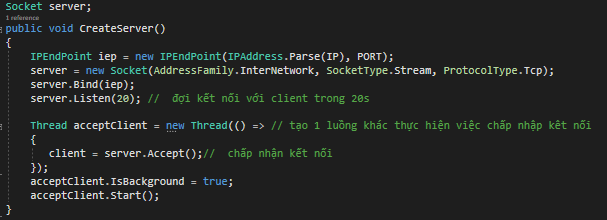 Socket server;
1 reference
public void CreateServer()
{
IPEndPoint iep = new IPEndPoint(IPAddress.Parse(IP), PORT);
server = new Socket(AddressFamily.InterNetwork, SocketType.Stream, ProtocolType.Tcp);
server.Bind(iep);
server.Listen(20); // đợi kết nối với client trong 20s
Thread acceptClient = new Thread(() => // tạo 1 luồng khác thực hiện việc chấp nhập kêt nối
{
client = server.Accept();// chấp nhận kết nối
});
acceptClient.IsBackground = true;
acceptClient.Start();
}